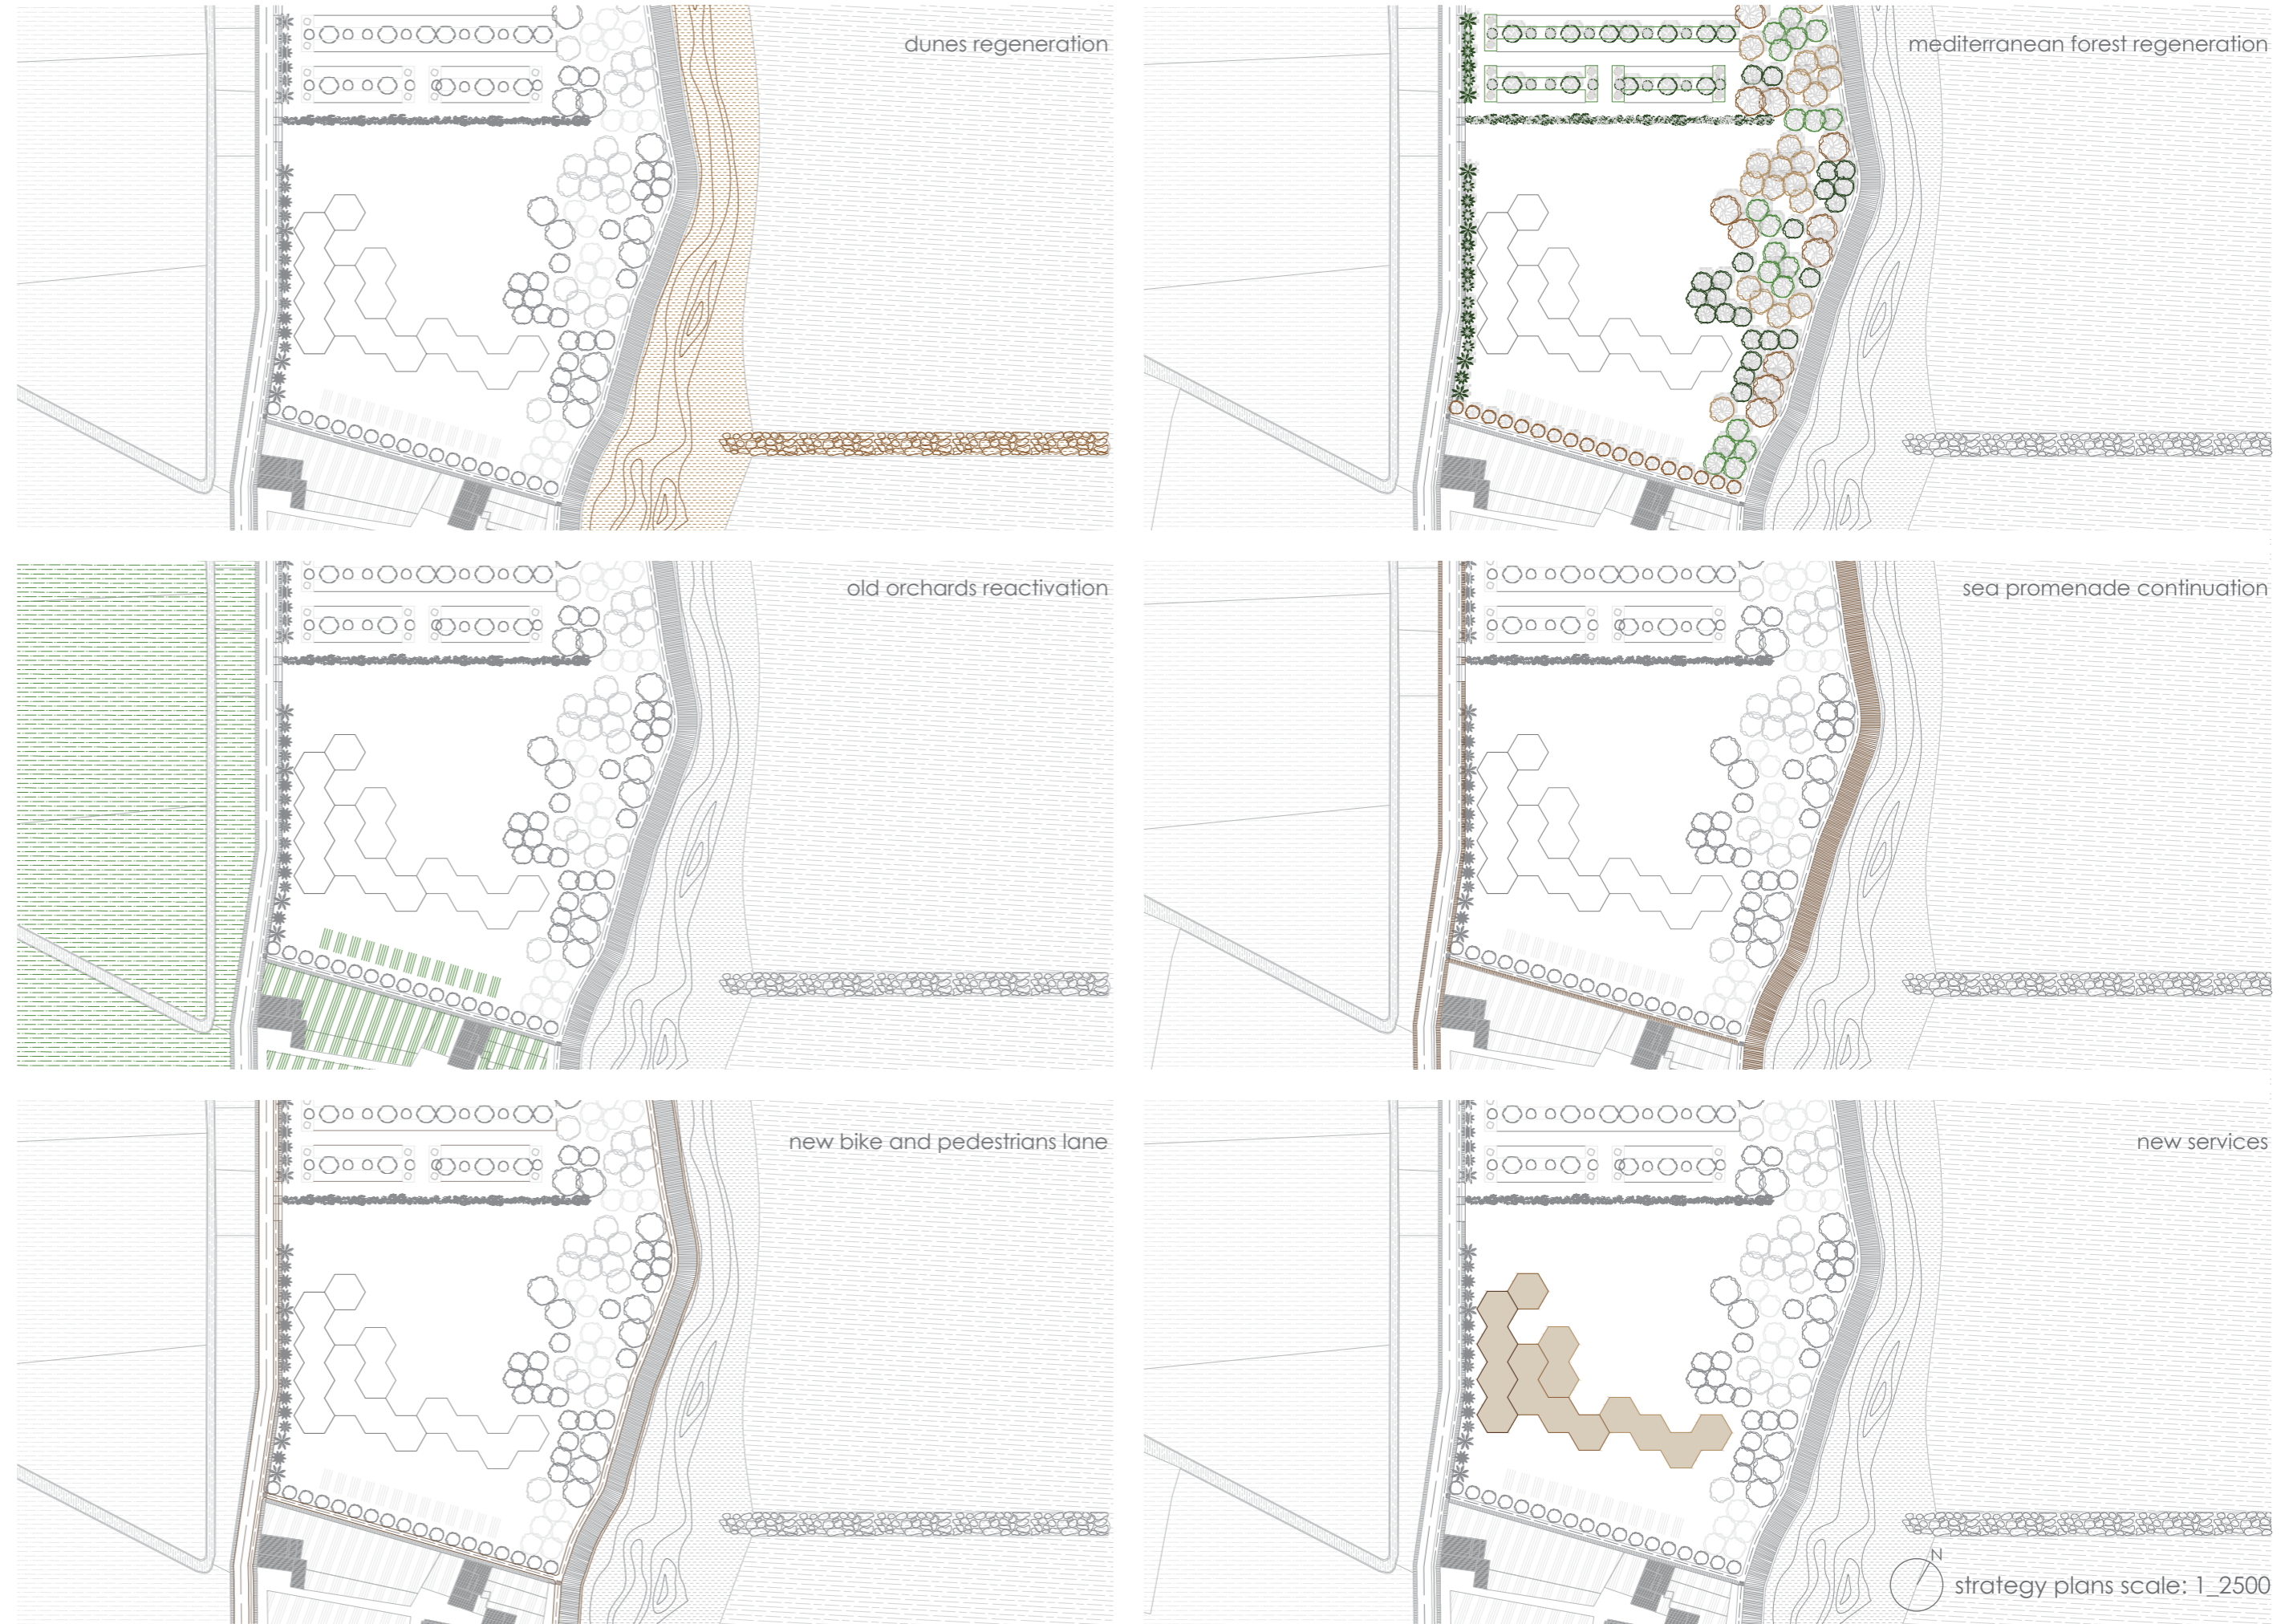 dunes regeneration
mediterranean forest regeneration
old orchards reactivation
sea promenade continuation
new bike and pedestrians lane
new services
N
strategy plans scale: 1_2500